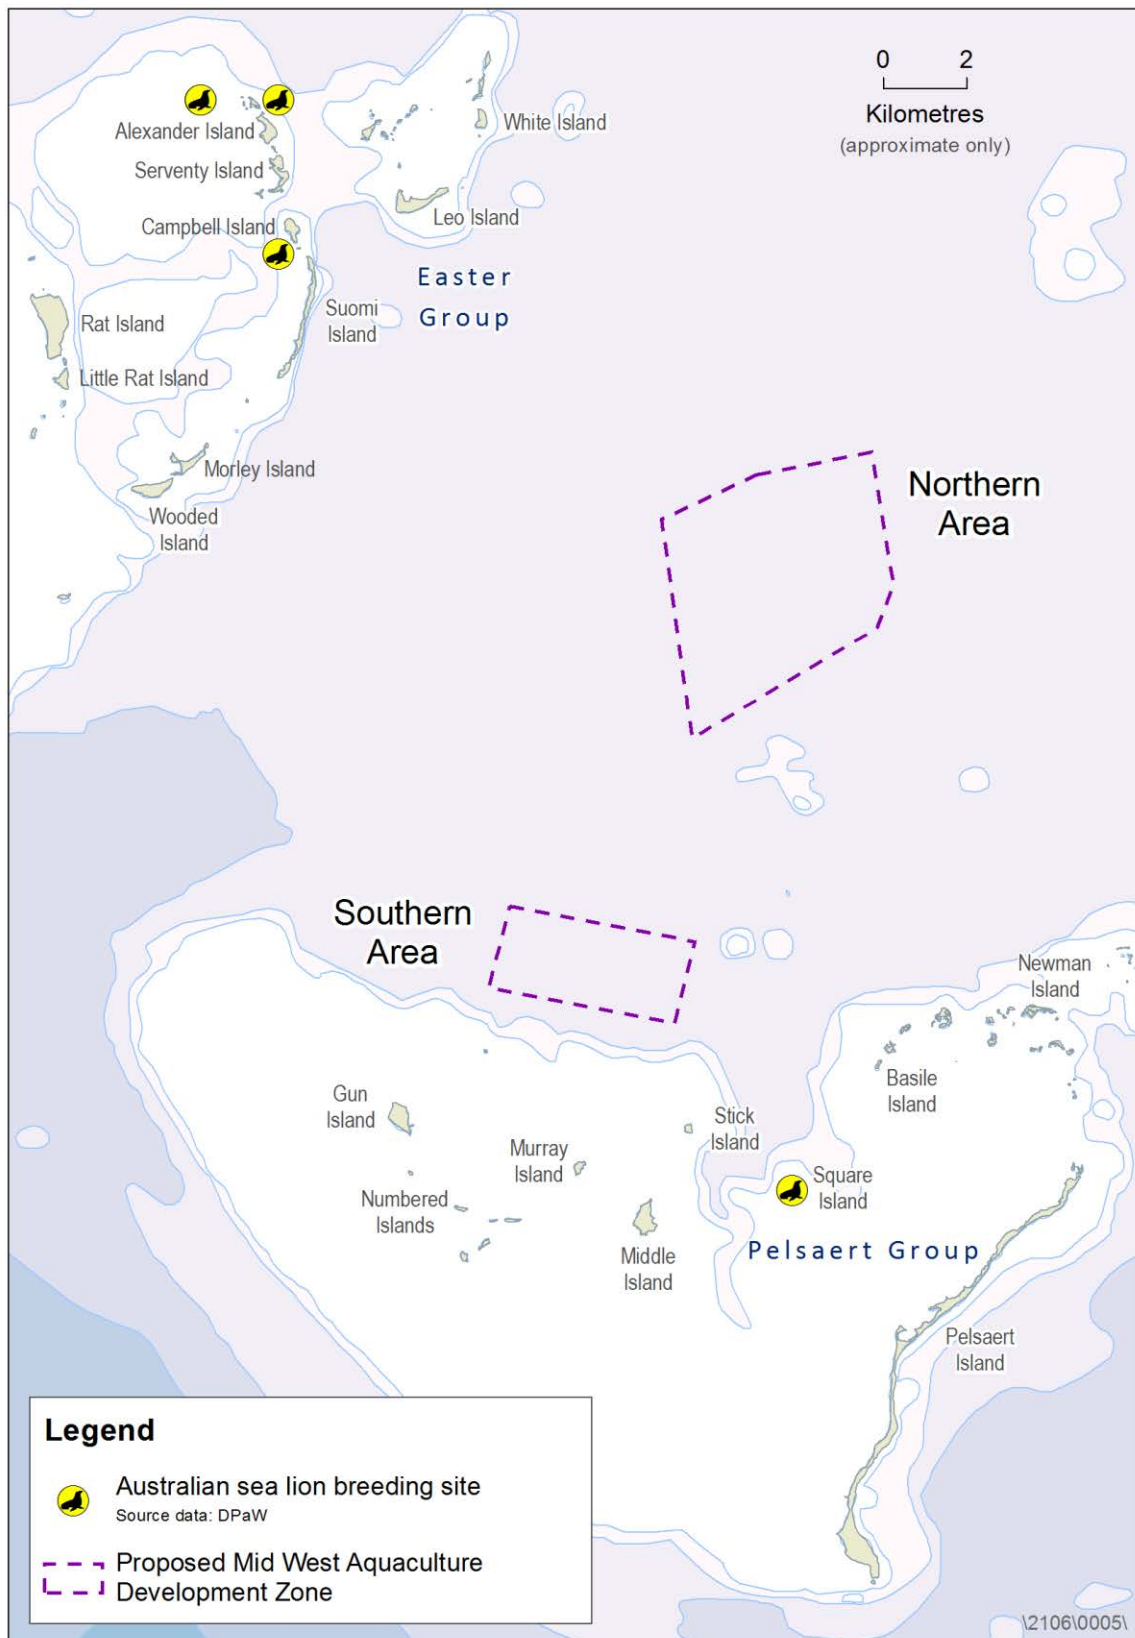 0 2
Kilometres
(approximate only)
Alexander Island
White Island
Serventy Island
Leo Island
Campbell Island
Easter
Group
Suomi
Island
Rat Island
Little Rat Island
Morley Island
Wooded
Island
Northern
Area
Southern
Area
Newman
Island
Basile
Island
Gun
Island
Stick
Island
Murray
Island
Square
Island
Numbered
Islands
Pelsaert Group
Middle
Island
Pelsaert
Island
Legend
Australian sea lion breeding site
Source data: DPaW
Proposed Mid West Aquaculture
Development Zone
\2106\0005\